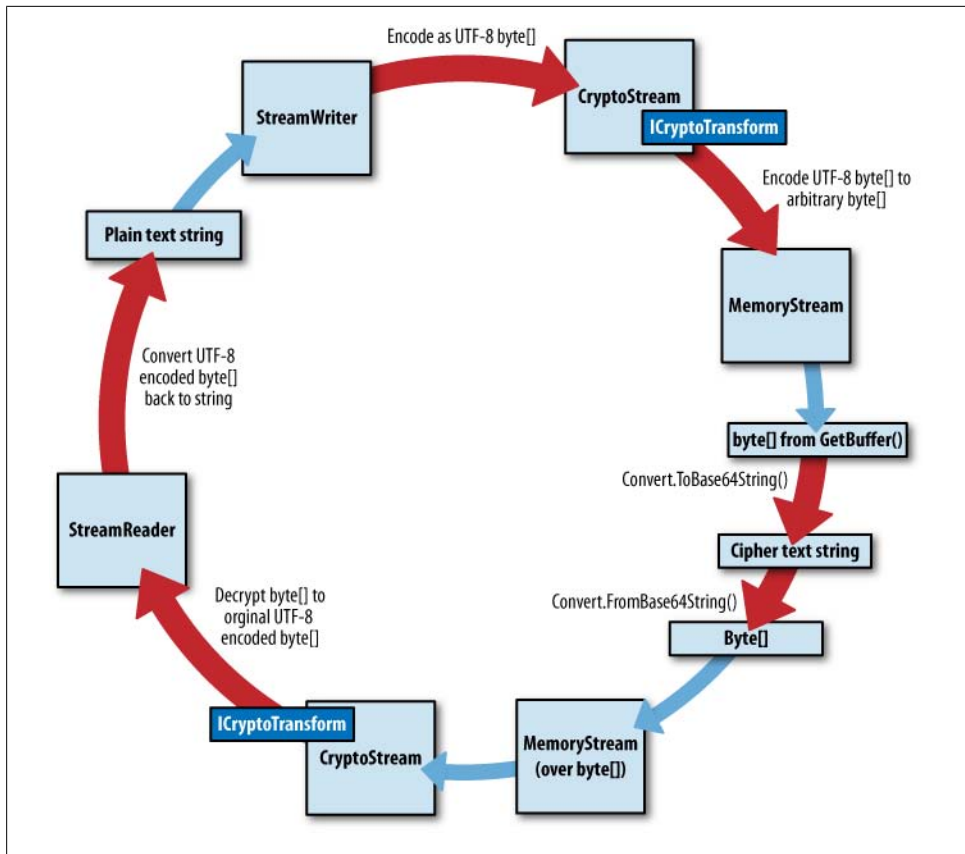 Encode as UTF-8 byte[]
CryptoStream
ICryptoTransform
StreamWriter
Encode UTF-8 byte[] to
arbitrary byte[]
Plain text string
MemoryStream
Convert UTF-8
encoded byte[]
back to string
byte[] from GetBuffer()
Convert.ToBase64String()
StreamReader
Cipher text string
Decrypt byte[] to
orginal UTF-8
encoded byte[]
Convert.FromBase64String()
Byte[]
ICryptoTransform
CryptoStream
MemoryStream
(over byte[])